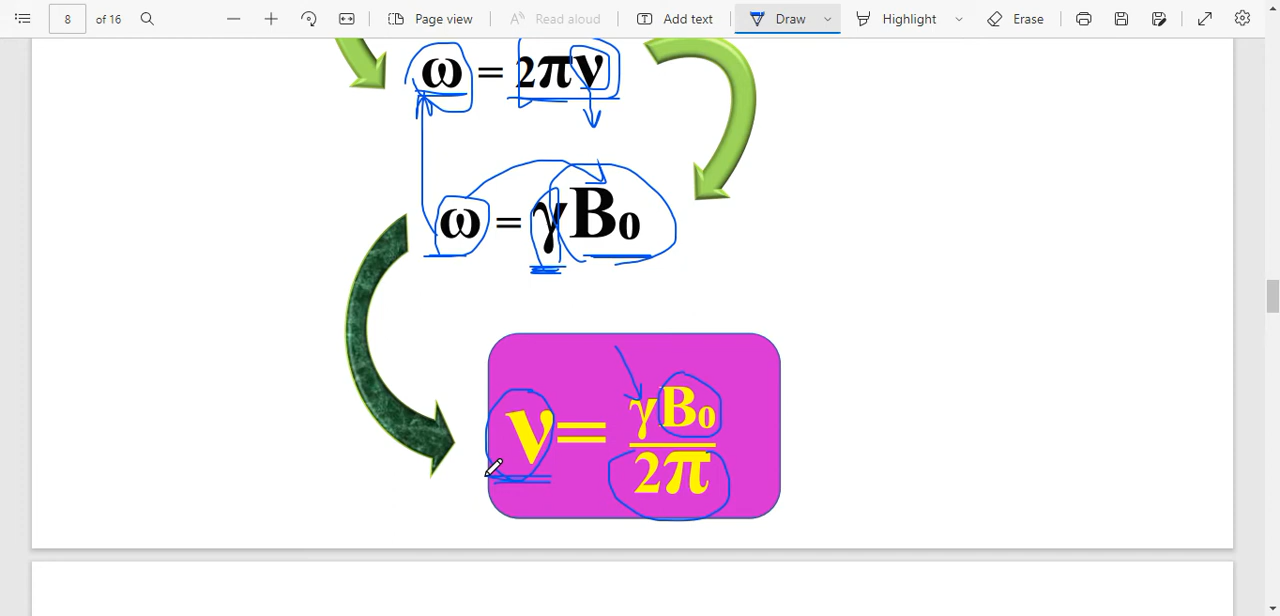 8 of 16 Page view Read aloud Add text Draw Highlight Erase
ω = 2πν
ω = γB₀
ν = γB₀ / 2π